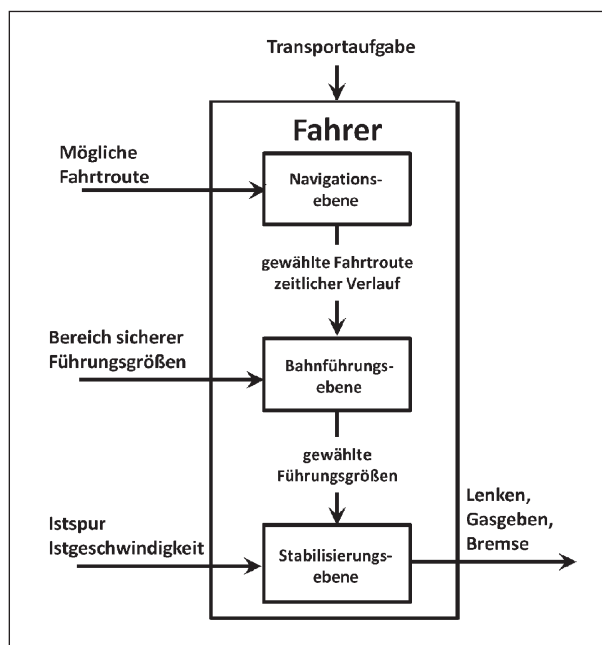 Transportaufgabe
Fahrer
Mögliche
Fahrtroute
Navigations-
ebene
gewählte Fahrtroute
zeitlicher Verlauf
Bereich sicherer
Führungsgrößen
Bahnführungs-
ebene
gewählte
Führungsgrößen
Istspur
Istgeschwindigkeit
Stabilisierungs-
ebene
Lenken,
Gasgeben,
Bremse